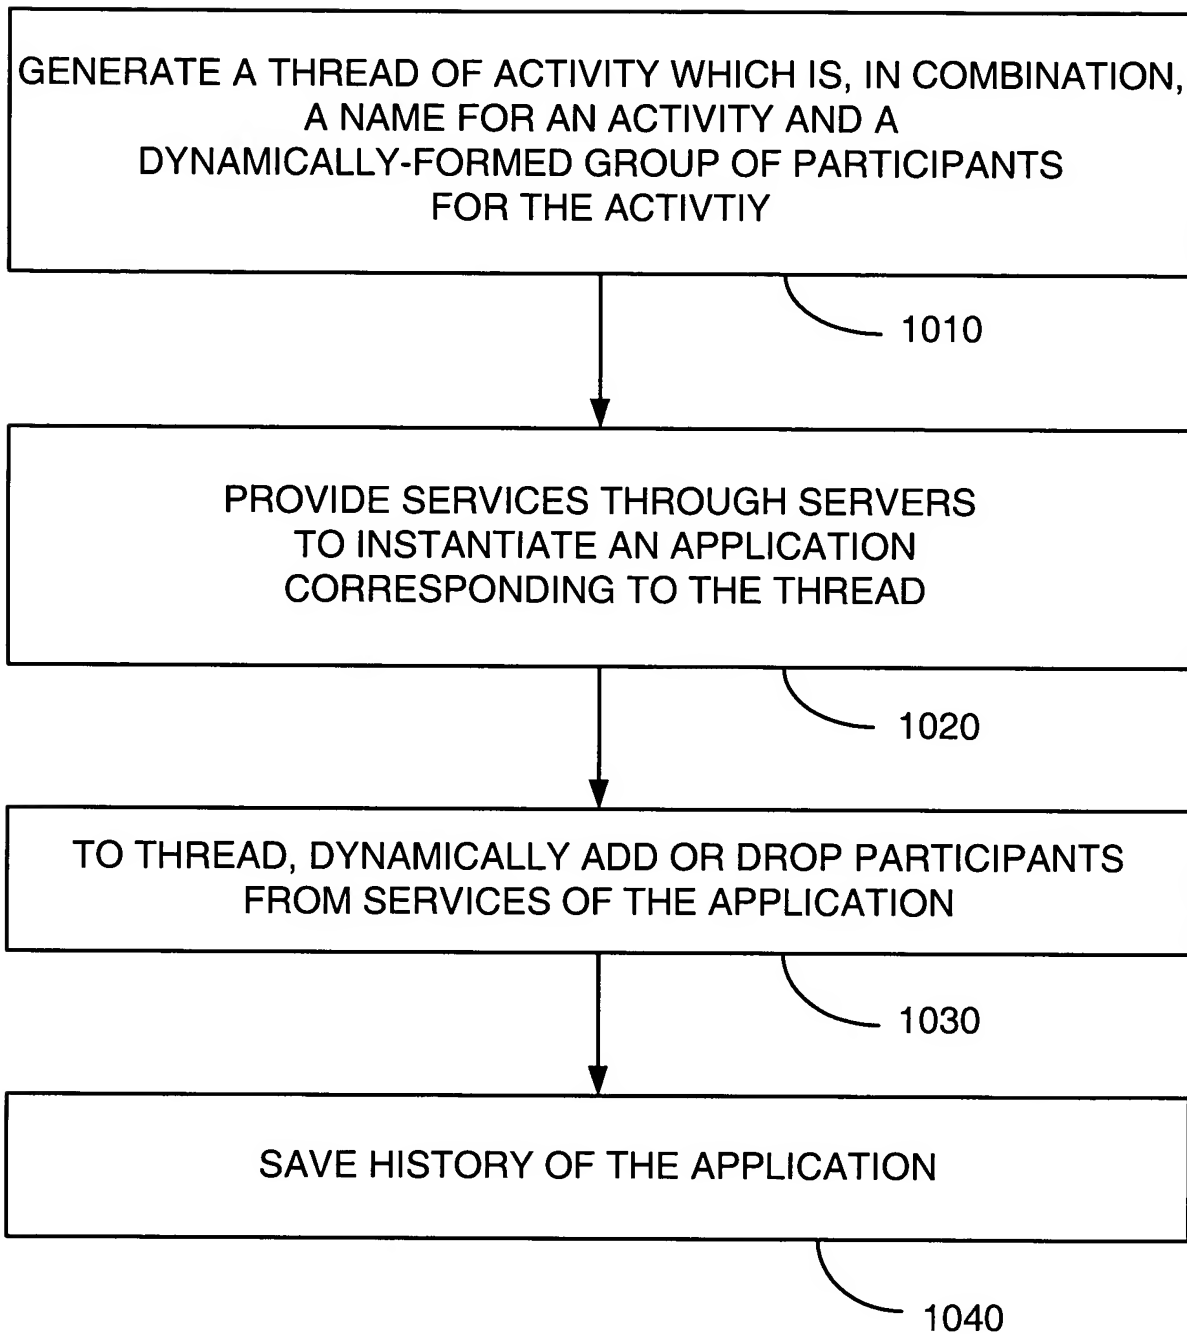 GENERATE A THREAD OF ACTIVITY WHICH IS, IN COMBINATION,
A NAME FOR AN ACTIVITY AND A
DYNAMICALLY-FORMED GROUP OF PARTICIPANTS
FOR THE ACTIVTIY
1010
PROVIDE SERVICES THROUGH SERVERS
TO INSTANTIATE AN APPLICATION
CORRESPONDING TO THE THREAD
1020
TO THREAD, DYNAMICALLY ADD OR DROP PARTICIPANTS
FROM SERVICES OF THE APPLICATION
1030
SAVE HISTORY OF THE APPLICATION
1040